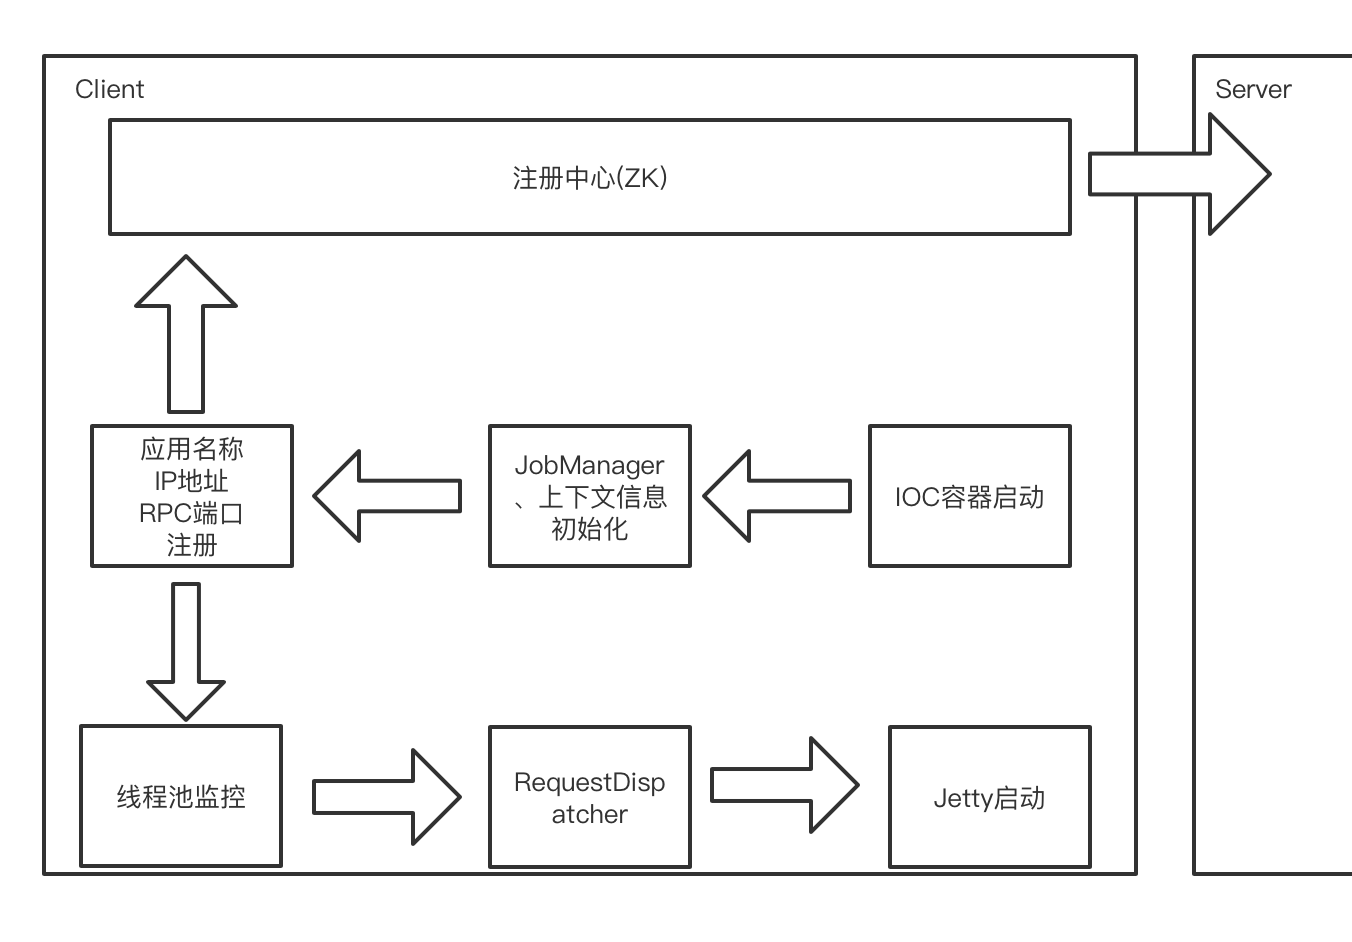 Client
Server
注册中心(ZK)
应用名称
IP地址
RPC端口
注册
JobManager
、上下文信息
初始化
IOC容器启动
线程池监控
RequestDisp
atcher
Jetty启动